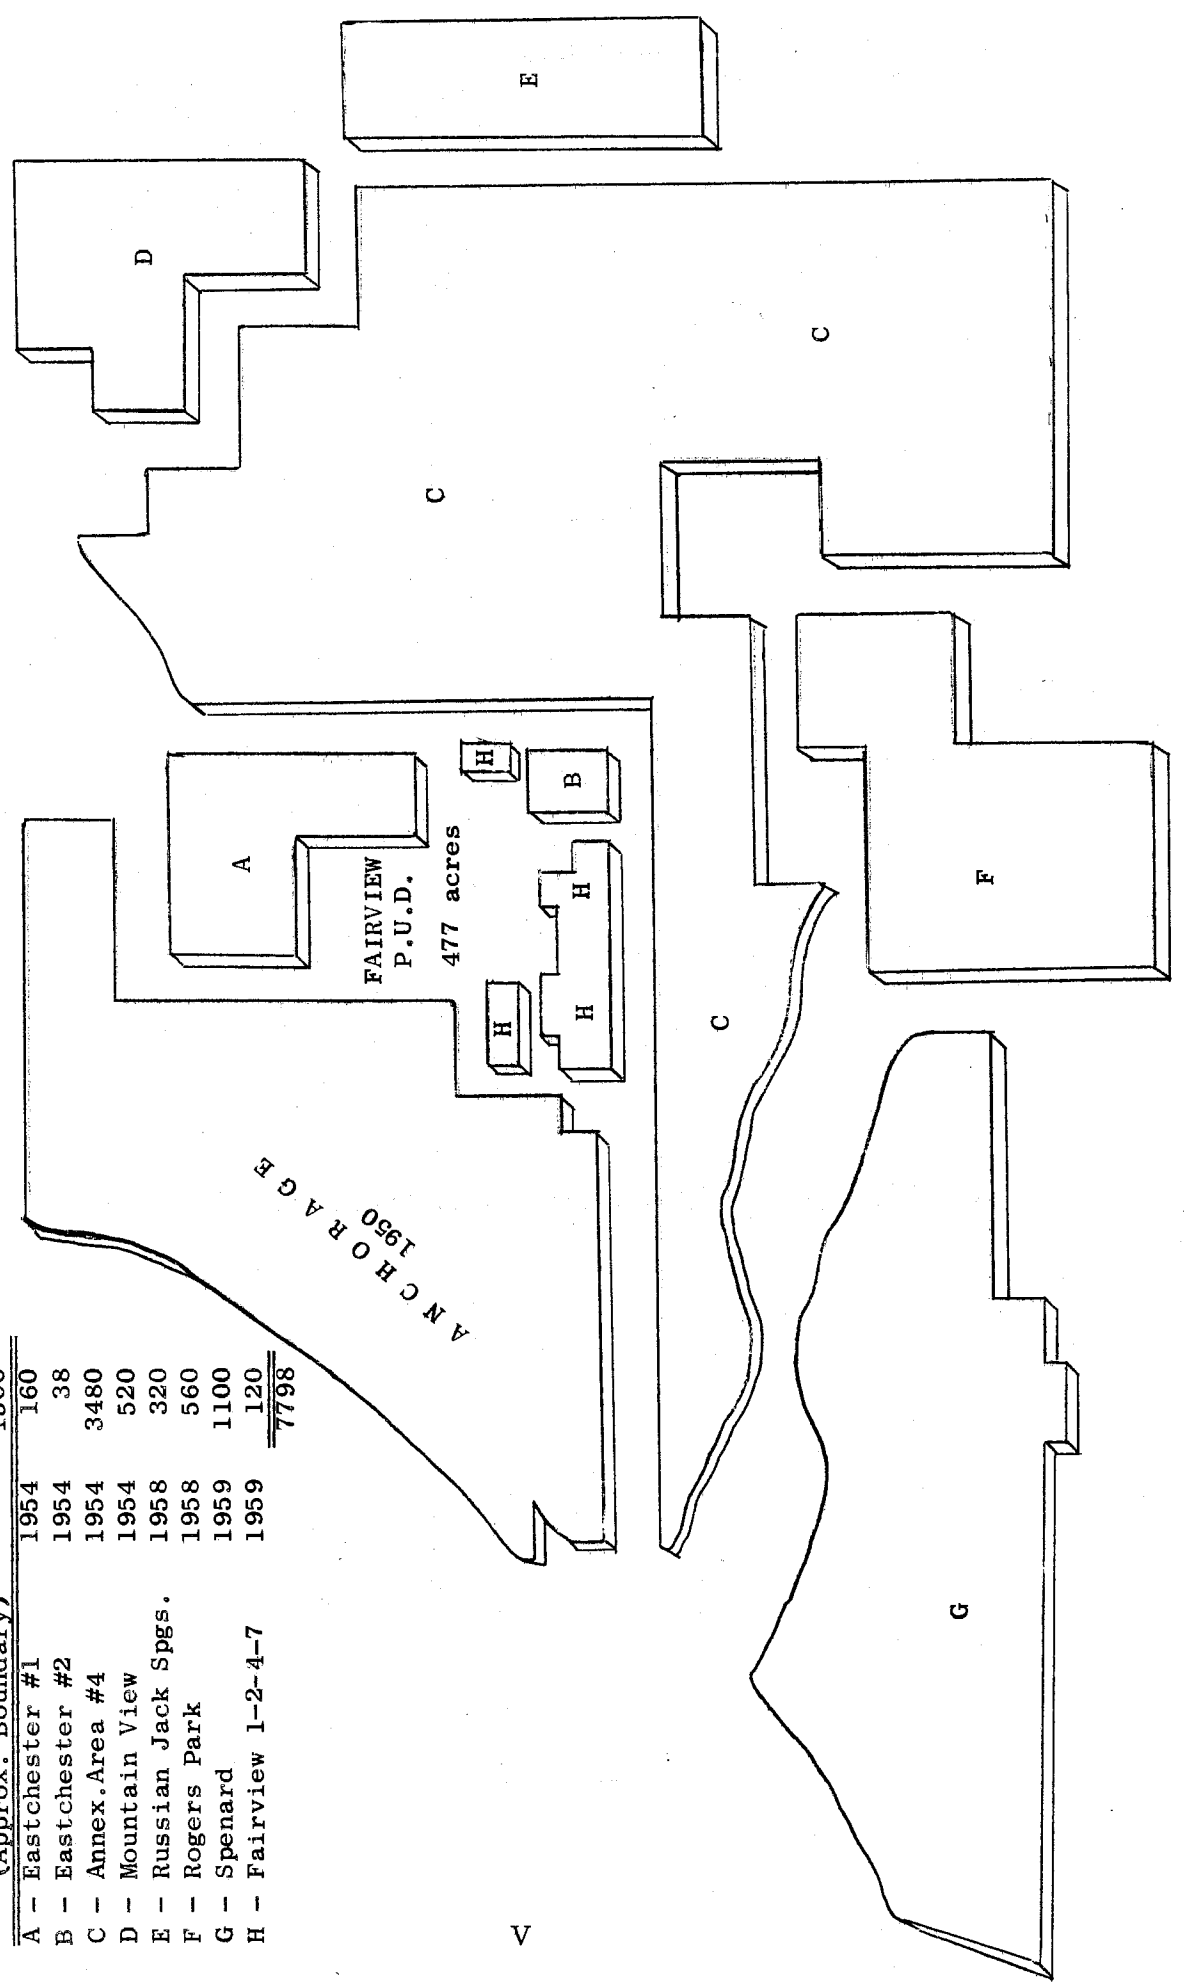 (Approx. Boundary)
A - Eastchester #1 1954 160
B - Eastchester #2 1954 38
C - Annex.Area #4 1954 3480
D - Mountain View 1954 520
E - Russian Jack Spgs. 1958 320
F - Rogers Park 1958 560
G - Spenard 1959 1100
H - Fairview 1-2-4-7 1959 120
7798
ANCHORAGE
1950
FAIRVIEW
P.U.D.
477 acres
A
H
B
H
H
H
D
E
C
C
C
F
G
V